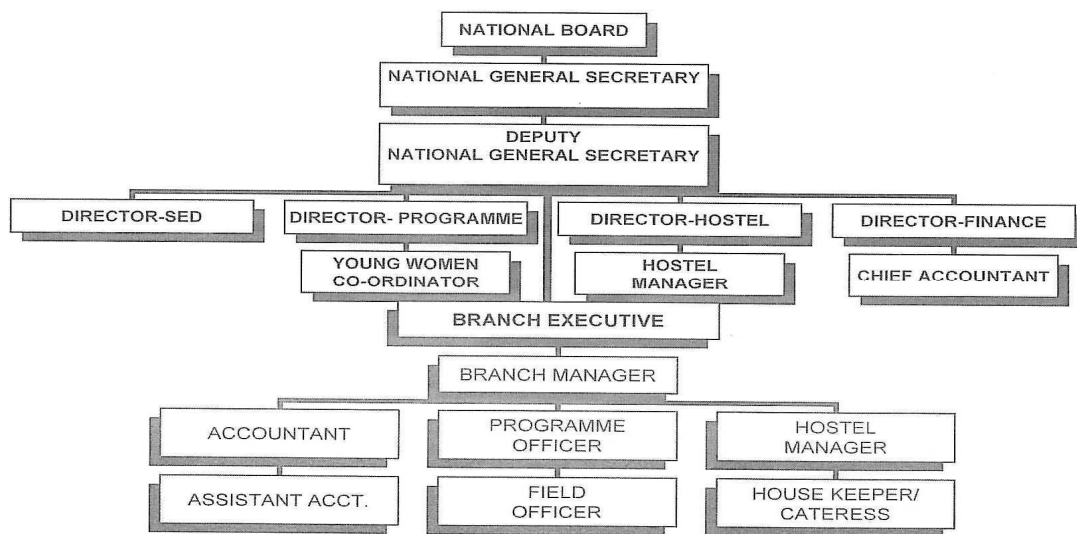 NATIONAL BOARD
NATIONAL GENERAL SECRETARY
DEPUTY
NATIONAL GENERAL SECRETARY
DIRECTOR-SED
DIRECTOR- PROGRAMME
DIRECTOR-HOSTEL
DIRECTOR-FINANCE
YOUNG WOMEN
CO-ORDINATOR
HOSTEL
MANAGER
CHIEF ACCOUNTANT
BRANCH EXECUTIVE
BRANCH MANAGER
ACCOUNTANT
PROGRAMME
OFFICER
HOSTEL
MANAGER
ASSISTANT ACCT.
FIELD
OFFICER
HOUSE KEEPER/
CATERESS